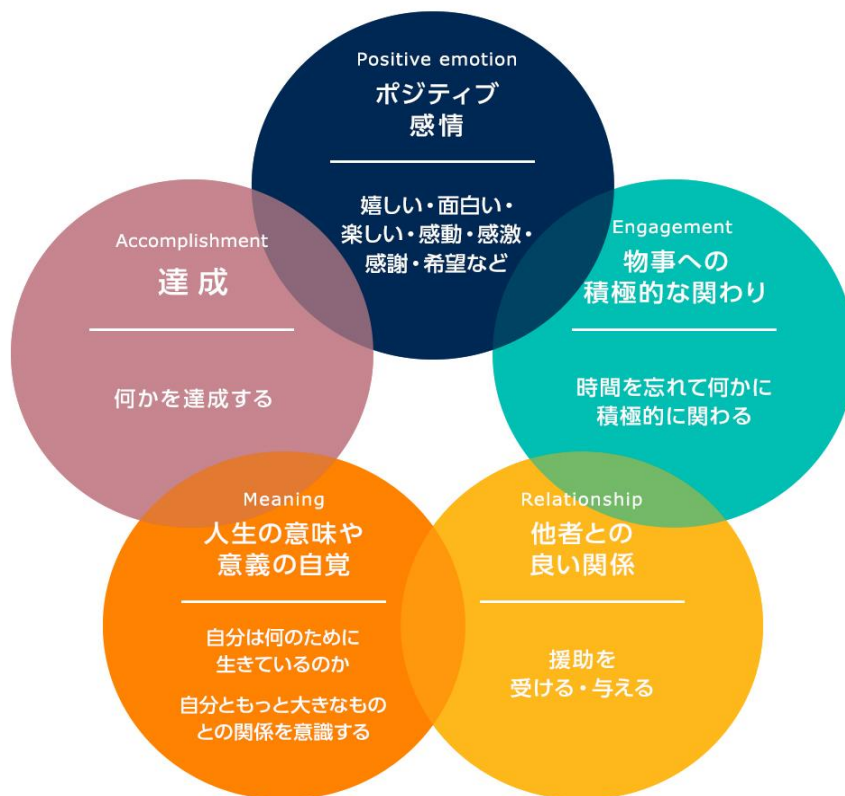 Positive emotion
ポジティブ
感情
嬉しい・面白い・
楽しい・感動・感激・
感謝・希望など
Engagement
物事への
積極的な関わり
時間を忘れて何かに
積極的に関わる
Relationship
他者との
良い関係
援助を
受ける・与える
Meaning
人生の意味や
意義の自覚
自分は何のために
生きているのか
自分ともっと大きなもの
との関係を意識する
Accomplishment
達成
何かを達成する